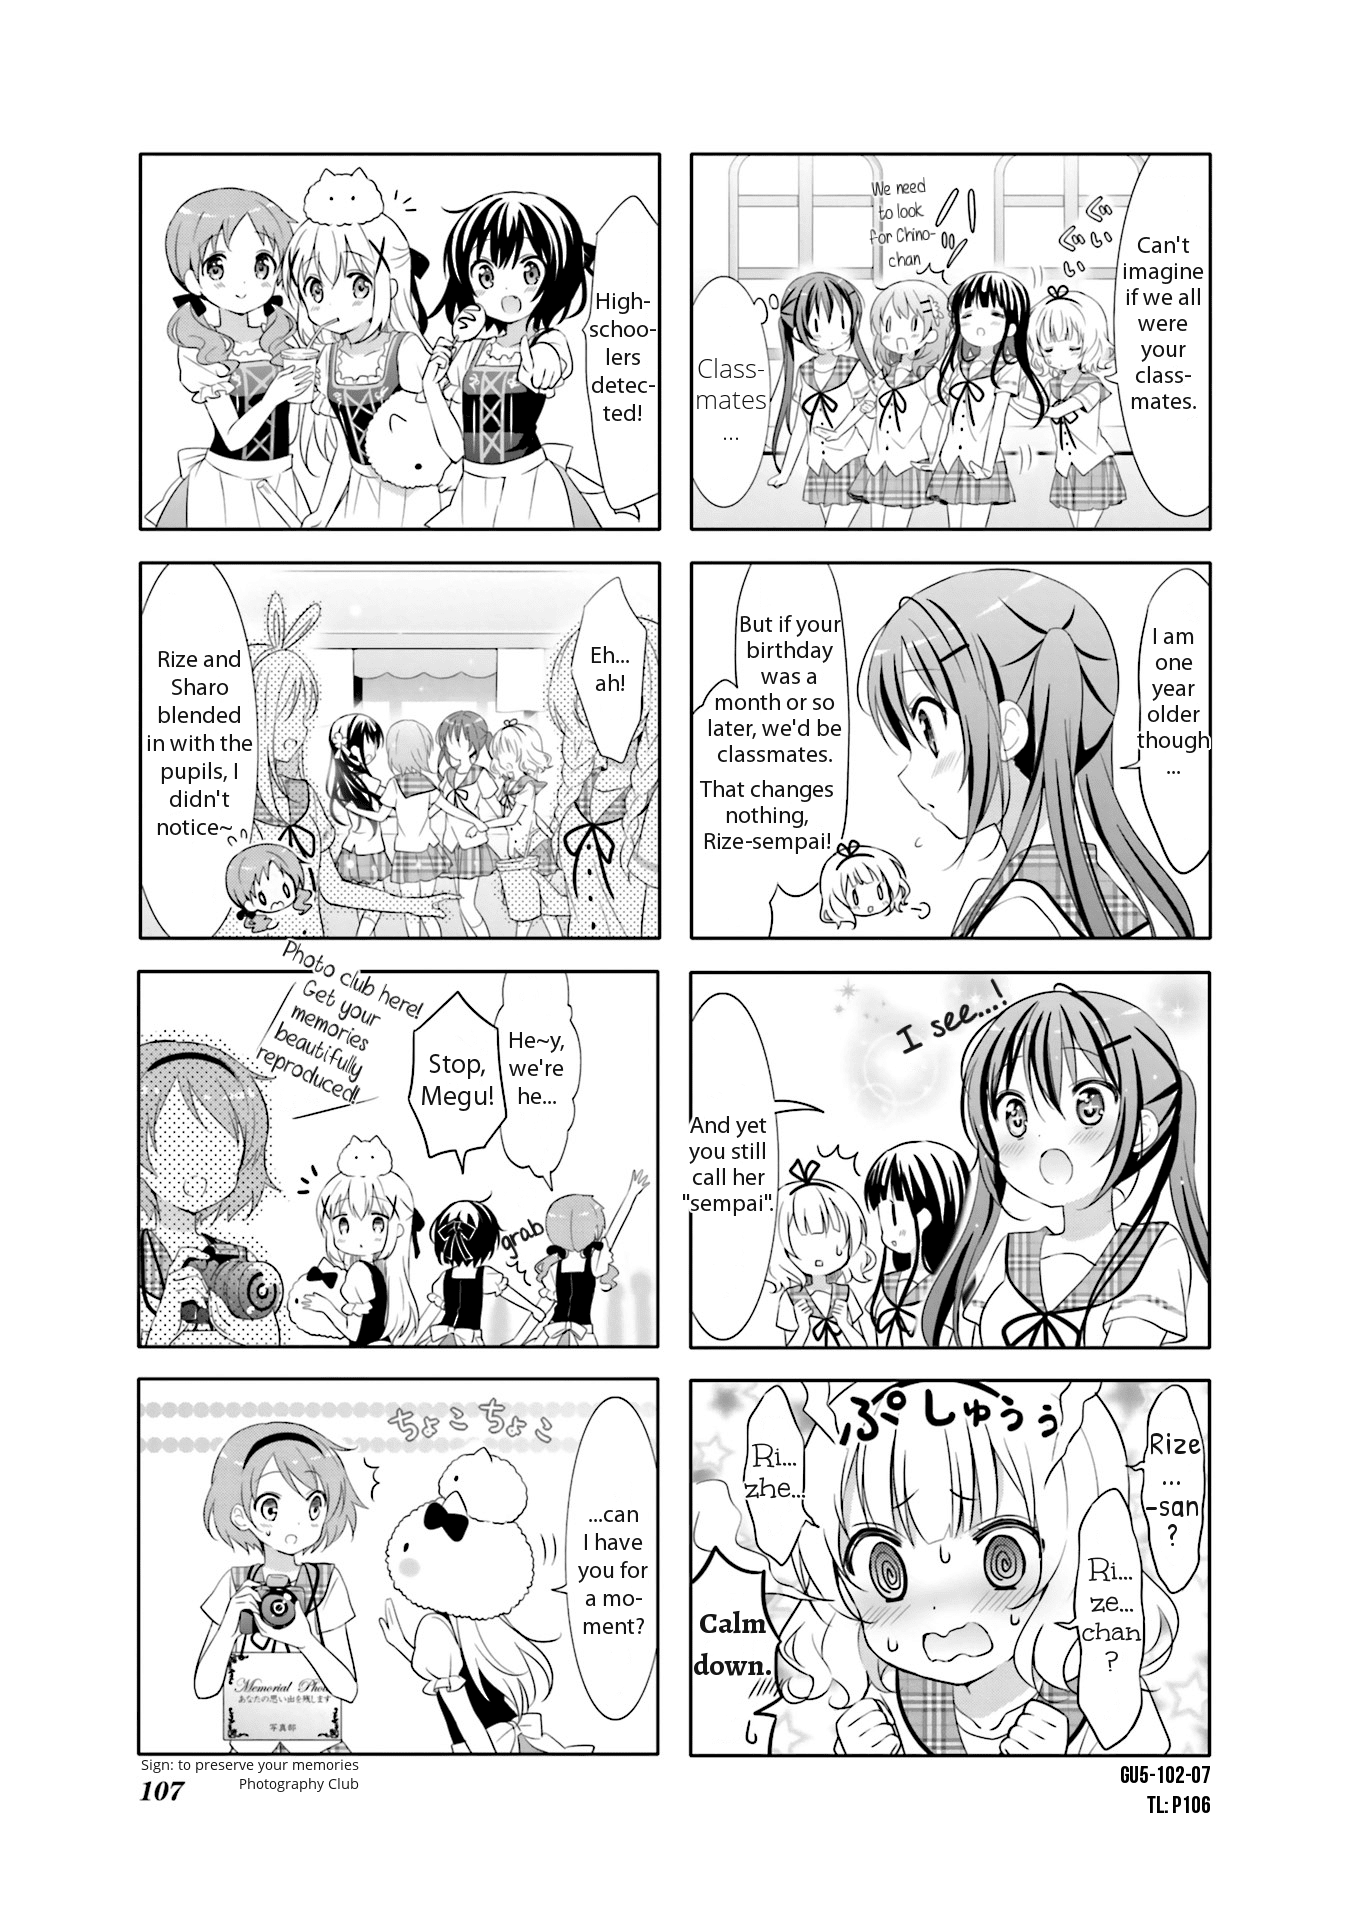 Can't
imagine
if we all
were
your
class-
mates.
We need
to look
for Chino-
chan
Class-
mates
...
I am
one
year
older
though
...
But if your
birthday
was a
month or so
later, we'd be
classmates.
That changes
nothing,
Rize-sempai!
I see...!
And yet
you still
call her
"sempai".
ぷしゅうぅ
Rize
...
-san
?
Ri...
ze...
chan
?
Ri...
zhe...
Calm
down.
High-
schoo-
lers
detec-
ted!
Eh...
ah!
Rize and
Sharo
blended
in with the
pupils, I
didn't
notice~
He~y,
we're
he...
Stop,
Megu!
grab
Photo club here!
Get your
memories
beautifully
reproduced!
ちょこちょこ
...can
I have
you for
a mo-
ment?
Memorial Pho
あなたの思い出を残します
写真部
Sign: to preserve your memories
Photography Club
107
GU5-102-07
TL: P106